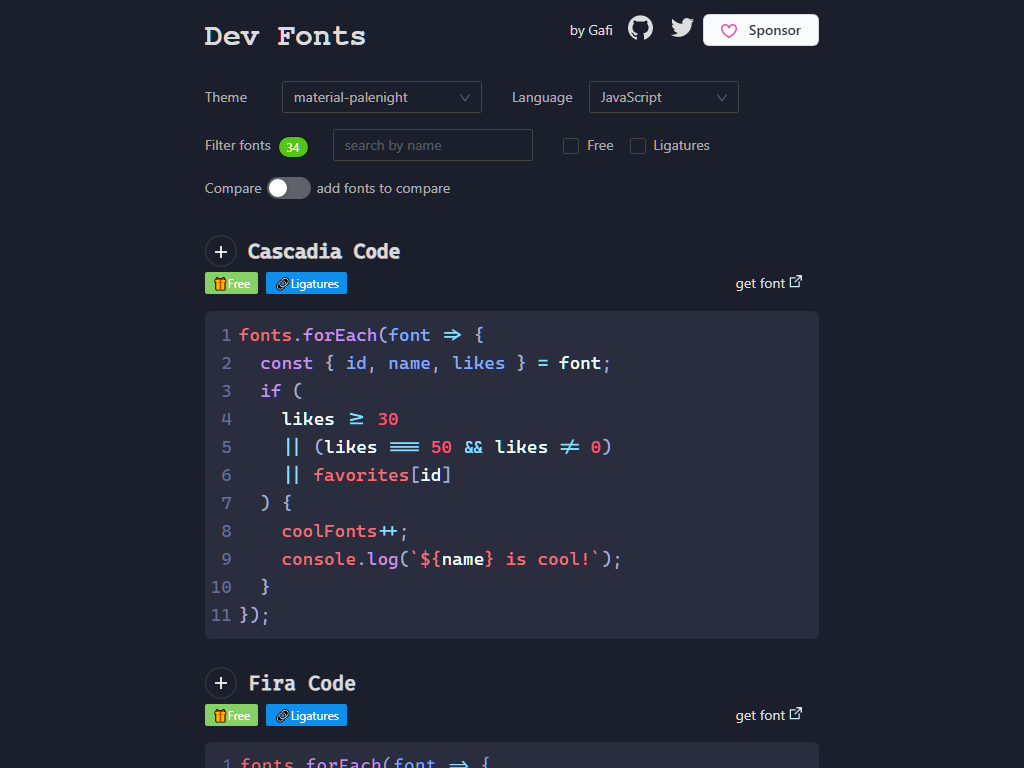 Dev Fonts
by Gafi
Sponsor
Theme material-palenight Language JavaScript
Filter fonts 34 search by name Free Ligatures
Compare add fonts to compare
+ Cascadia Code
Free Ligatures get font
1 fonts.forEach(font => {
2 const { id, name, likes } = font;
3 if (
4 likes >= 30
5 || (likes === 50 && likes != 0)
6 || favorites[id]
7 ) {
8 coolFonts++;
9 console.log(`${name} is cool!`);
10 }
11 });
+ Fira Code
Free Ligatures get font
1 fonts.forEach(font => {